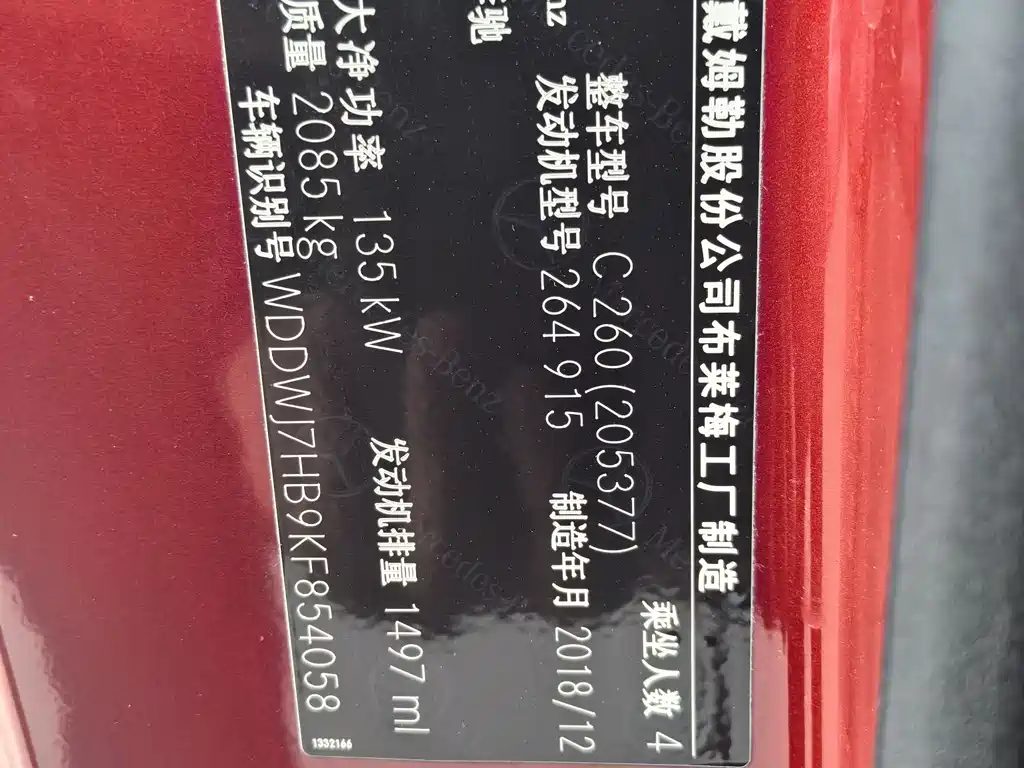 戴姆勒股份公司布莱梅工厂制造
乘坐人数 4
整车型号 C 260 (205377)
发动机型号 264 915 制造年月 2018/12
nz
驰
发动机排量 1497 ml
大净功率 135 kW
质量 2085 kg
车辆识别号 WDDWJ7HB9KF854058
1332166